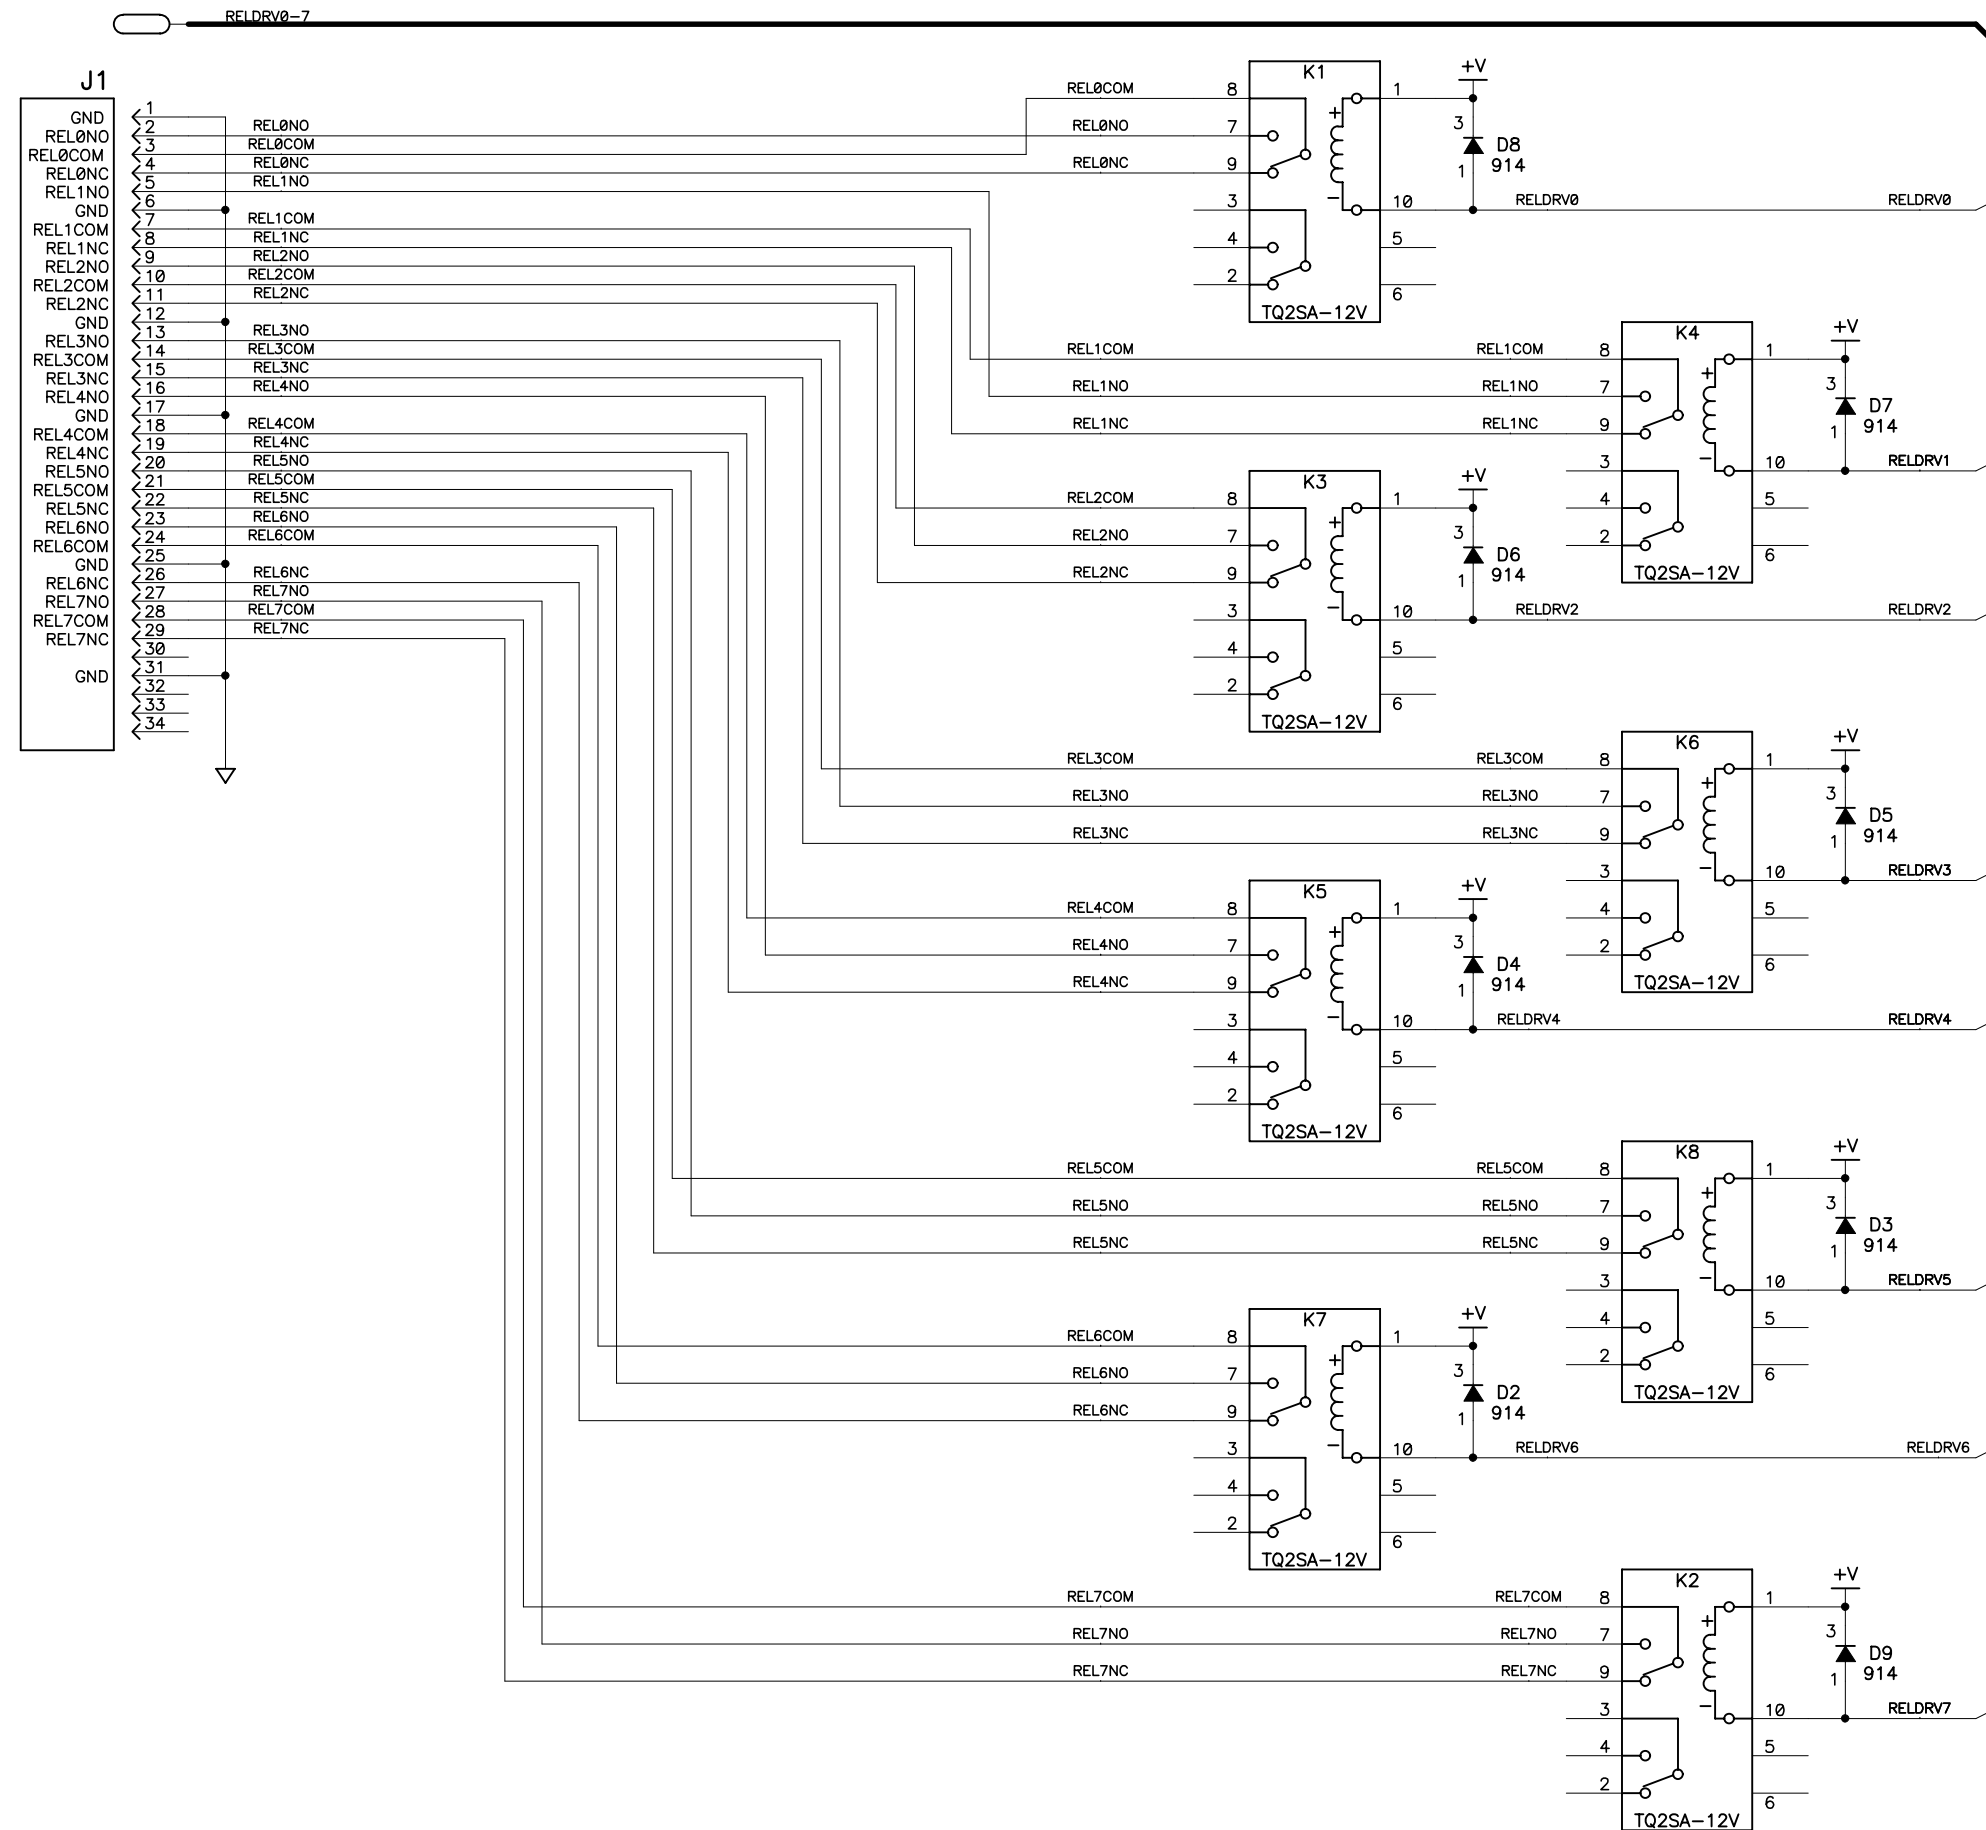 RELDRV0-7
J1
GND 1
REL0NO 2 REL0NO
REL0COM 3 REL0COM
REL0NC 4 REL0NC
REL1NO 5 REL1NO
GND 6
REL1COM 7 REL1COM
REL1NC 8 REL1NC
REL2NO 9 REL2NO
REL2COM 10 REL2COM
REL2NC 11 REL2NC
GND 12
REL3NO 13 REL3NO
REL3COM 14 REL3COM
REL3NC 15 REL3NC
REL4NO 16 REL4NO
GND 17
REL4COM 18 REL4COM
REL4NC 19 REL4NC
REL5NO 20 REL5NO
REL5COM 21 REL5COM
REL5NC 22 REL5NC
REL6NO 23 REL6NO
REL6COM 24 REL6COM
GND 25
REL6NC 26 REL6NC
REL7NO 27 REL7NO
REL7COM 28 REL7COM
REL7NC 29 REL7NC
30
GND 31
32
33
34
K1 +V
REL0COM 8 1
REL0NO 7 + 3 D8
REL0NC 9 1 914
3 − 10 RELDRV0 RELDRV0
4 5
2 6
TQ2SA-12V
K4 +V
REL1COM REL1COM 8 1
REL1NO REL1NO 7 + 3 D7
REL1NC REL1NC 9 1 914
3 − 10 RELDRV1
4 5
2 6
TQ2SA-12V
K3 +V
REL2COM 8 1
REL2NO 7 + 3 D6
REL2NC 9 1 914
3 − 10 RELDRV2 RELDRV2
4 5
2 6
TQ2SA-12V
K6 +V
REL3COM REL3COM 8 1
REL3NO REL3NO 7 + 3 D5
REL3NC REL3NC 9 1 914
3 − 10 RELDRV3
4 5
2 6
TQ2SA-12V
K5 +V
REL4COM 8 1
REL4NO 7 + 3 D4
REL4NC 9 1 914
3 − 10 RELDRV4 RELDRV4
4 5
2 6
TQ2SA-12V
K8 +V
REL5COM REL5COM 8 1
REL5NO REL5NO 7 + 3 D3
REL5NC REL5NC 9 1 914
3 − 10 RELDRV5
4 5
2 6
TQ2SA-12V
K7 +V
REL6COM 8 1
REL6NO 7 + 3 D2
REL6NC 9 1 914
3 − 10 RELDRV6 RELDRV6
4 5
2 6
TQ2SA-12V
K2 +V
REL7COM REL7COM 8 1
REL7NO REL7NO 7 + 3 D9
REL7NC REL7NC 9 1 914
3 − 10 RELDRV7
4 5
2 6
TQ2SA-12V